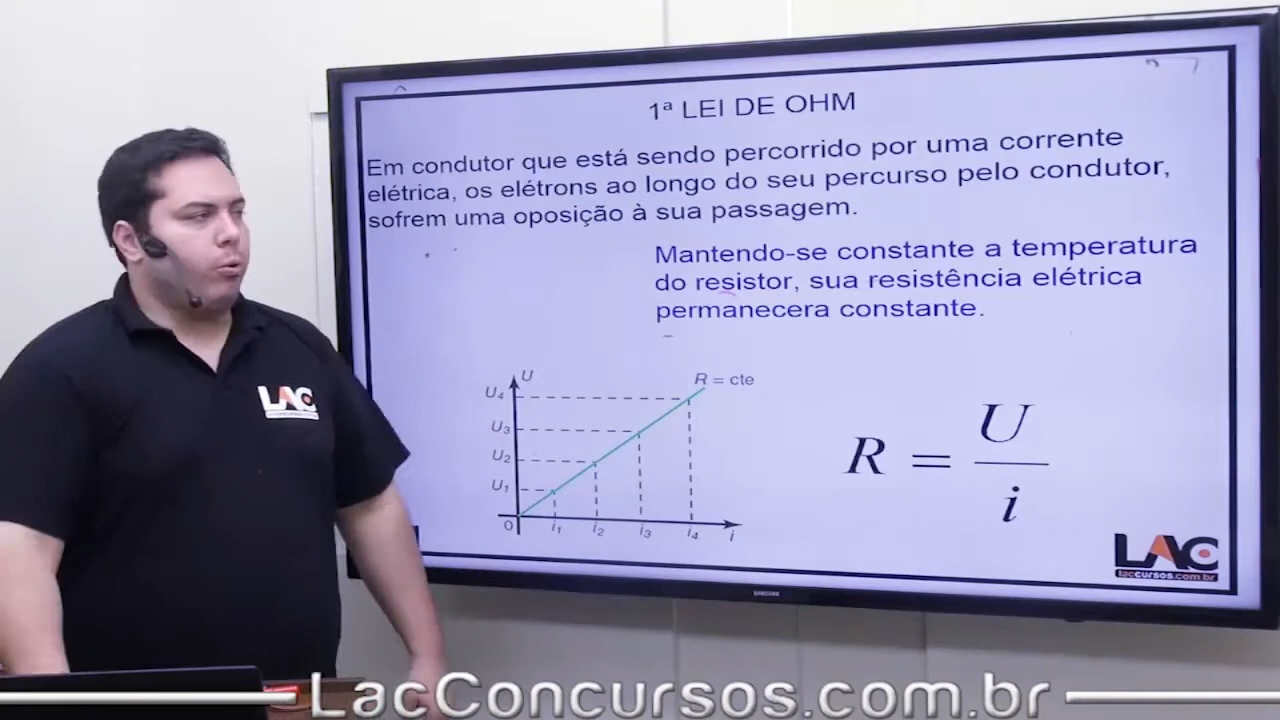 1ª LEI DE OHM
Em condutor que está sendo percorrido por uma corrente
elétrica, os elétrons ao longo do seu percurso pelo condutor,
sofrem uma oposição à sua passagem.
Mantendo-se constante a temperatura
do resistor, sua resistência elétrica
permanecera constante.
U
R = cte
U4
U3
U2
U1
0
i1 i2 i3 i4 i
R = U / i
LAC
LAC
laccursos.com.br
SAMSUNG
LacConcursos.com.br